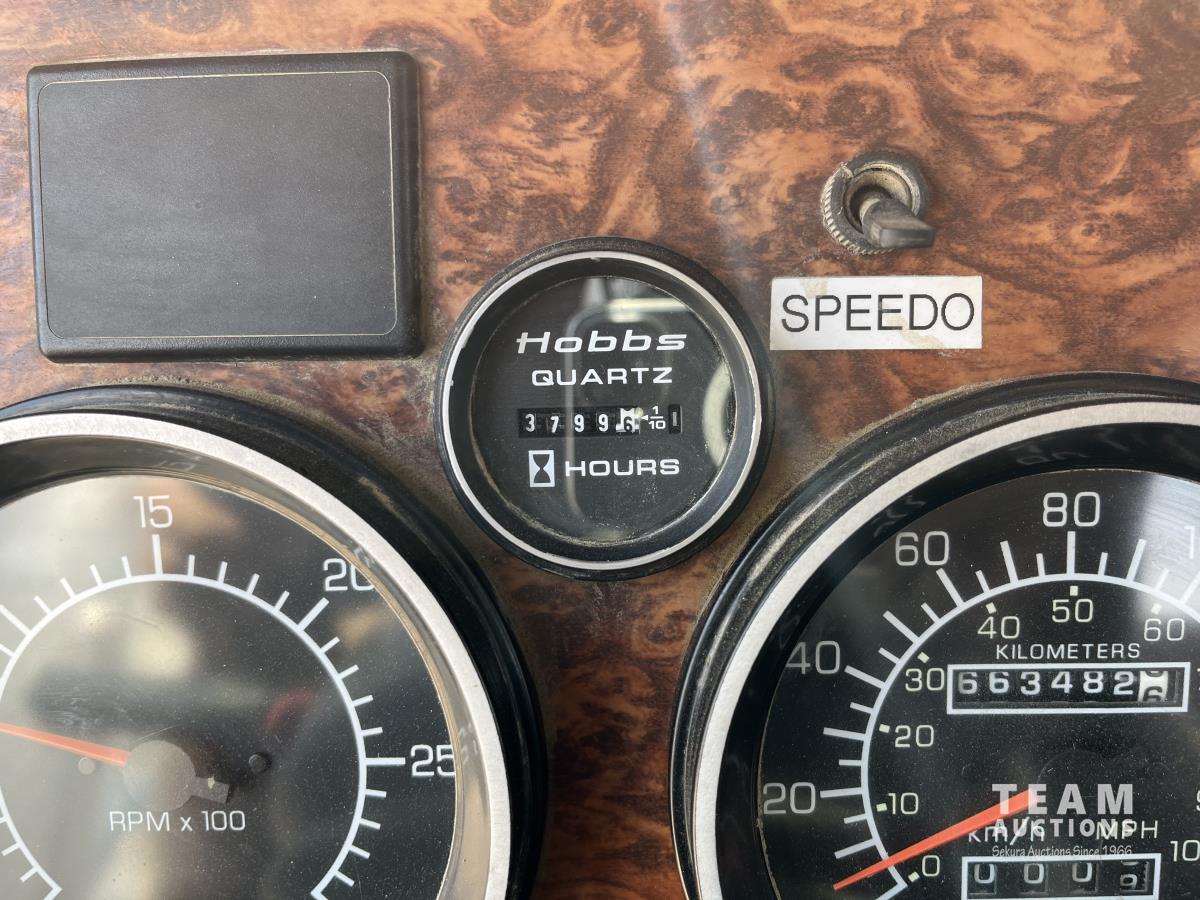 Hobbs
QUARTZ
3799
1/10
HOURS
SPEEDO
15
20
25
RPM x 100
80
60
40
20
50
40
60
30
20
10
0
KILOMETERS
663482
km/h MPH
000
TEAM
AUCTIONS
Sekura Auctions Since 1966